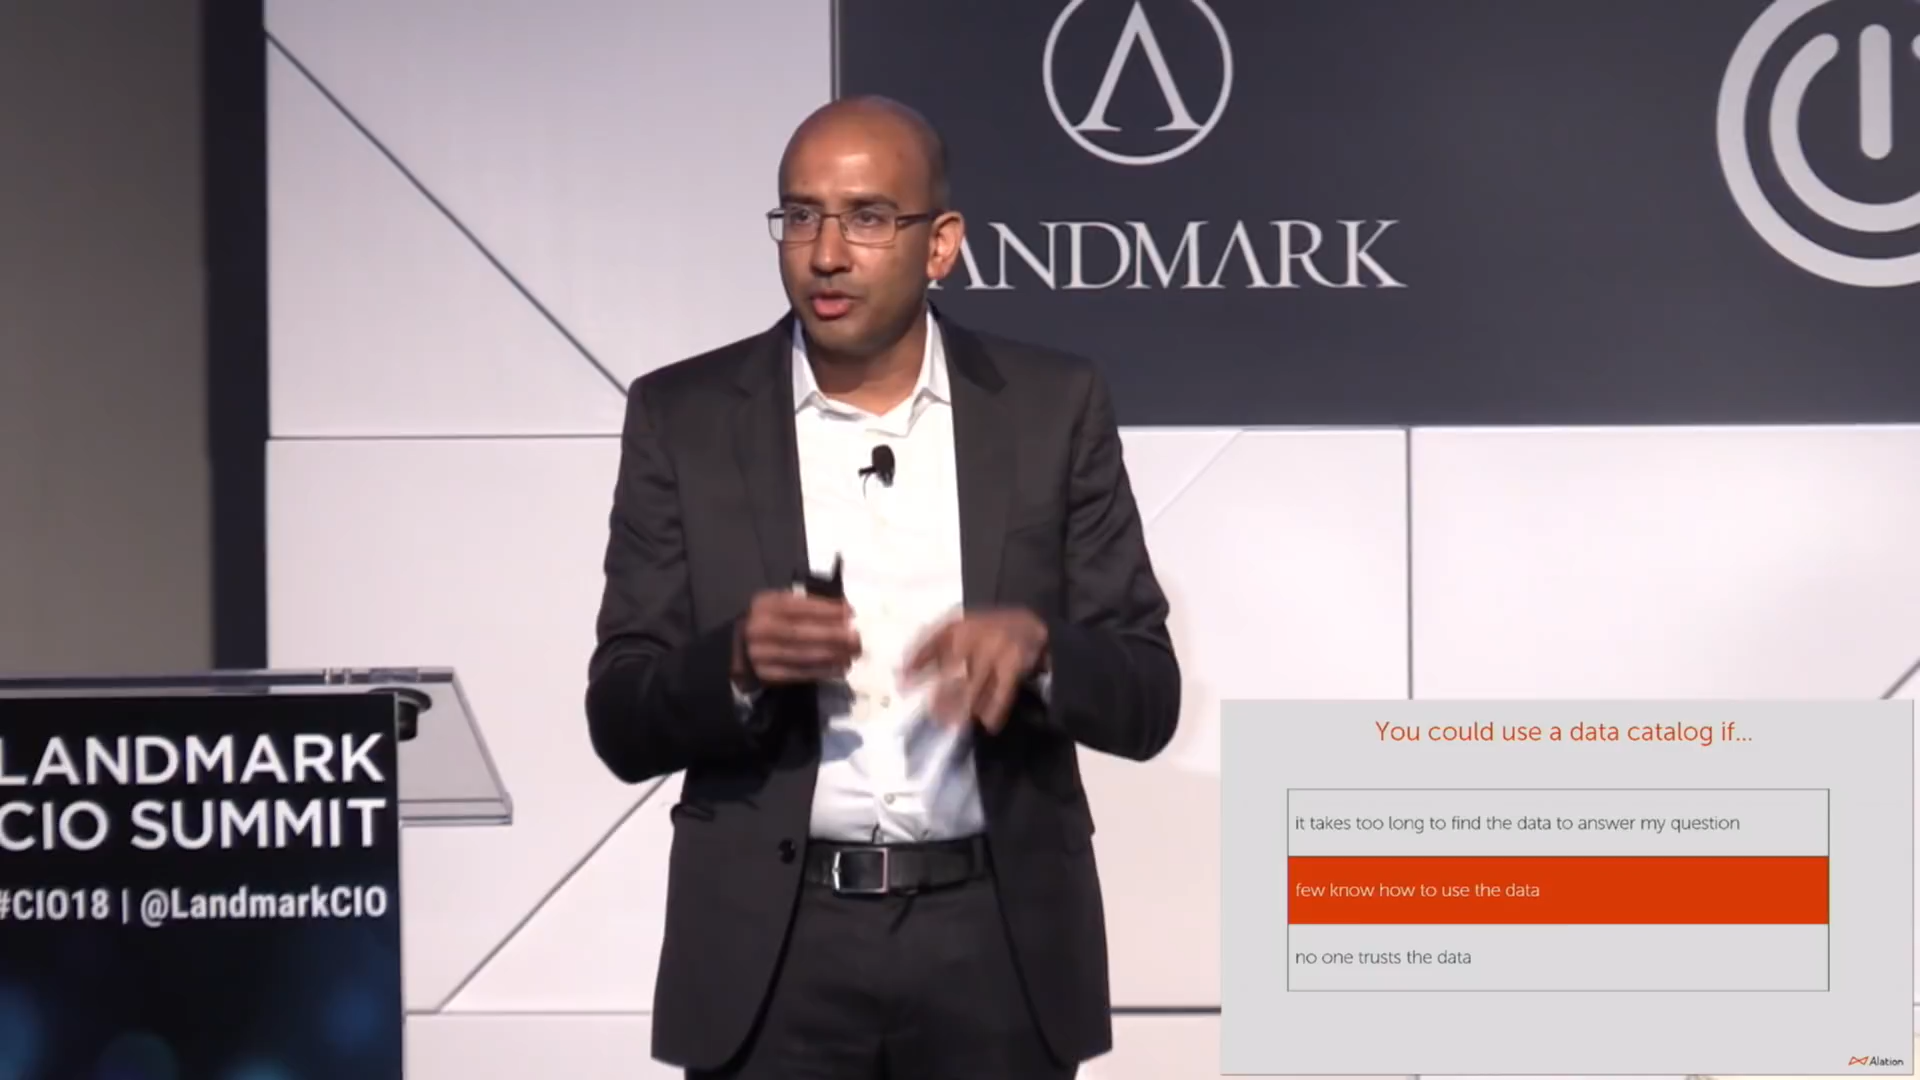 LANDMARK
LANDMARK
CIO SUMMIT
#CIO18 | @LandmarkCIO
You could use a data catalog if...
it takes too long to find the data to answer my question
few know how to use the data
no one trusts the data
Alation